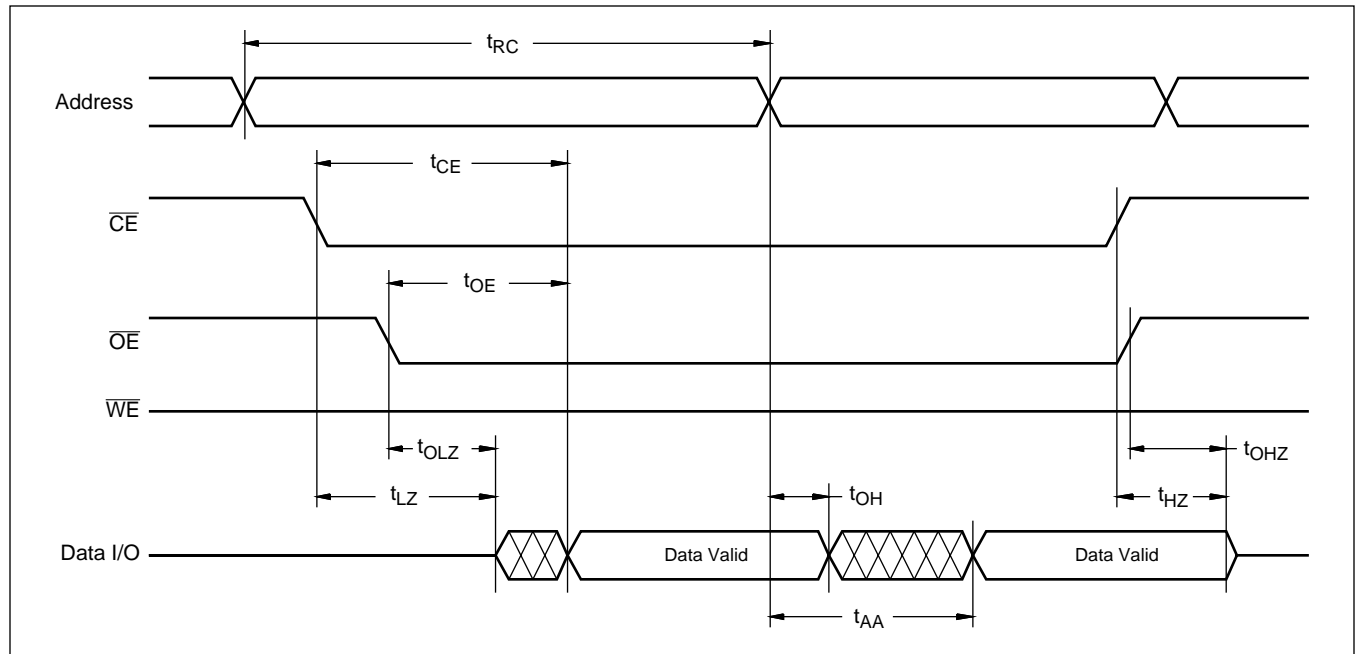 tRC
Address
tCE
CE
tOE
OE
WE
tOLZ
tOHZ
tLZ
tOH
tHZ
Data I/O
Data Valid
Data Valid
tAA